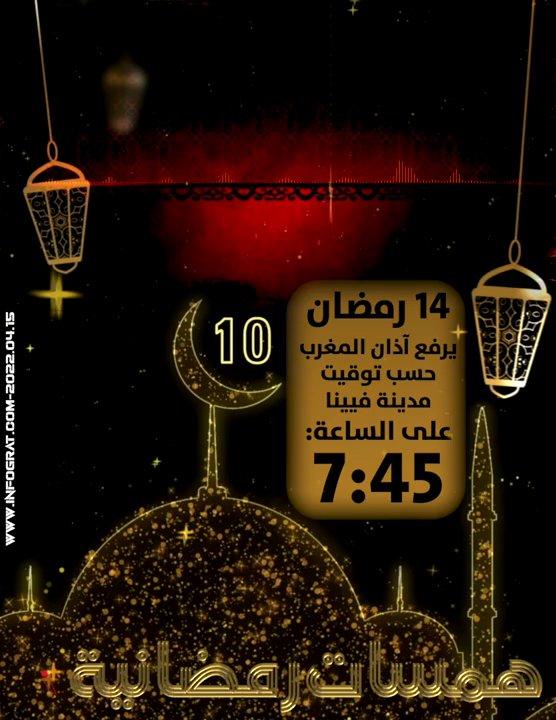 14 رمضان
يرفع آذان المغرب
حسب توقيت
مدينة فيينا
على الساعة:
7:45
10
WWW.INFOGRAT.COM-2022.04.15
همسات رمضانية